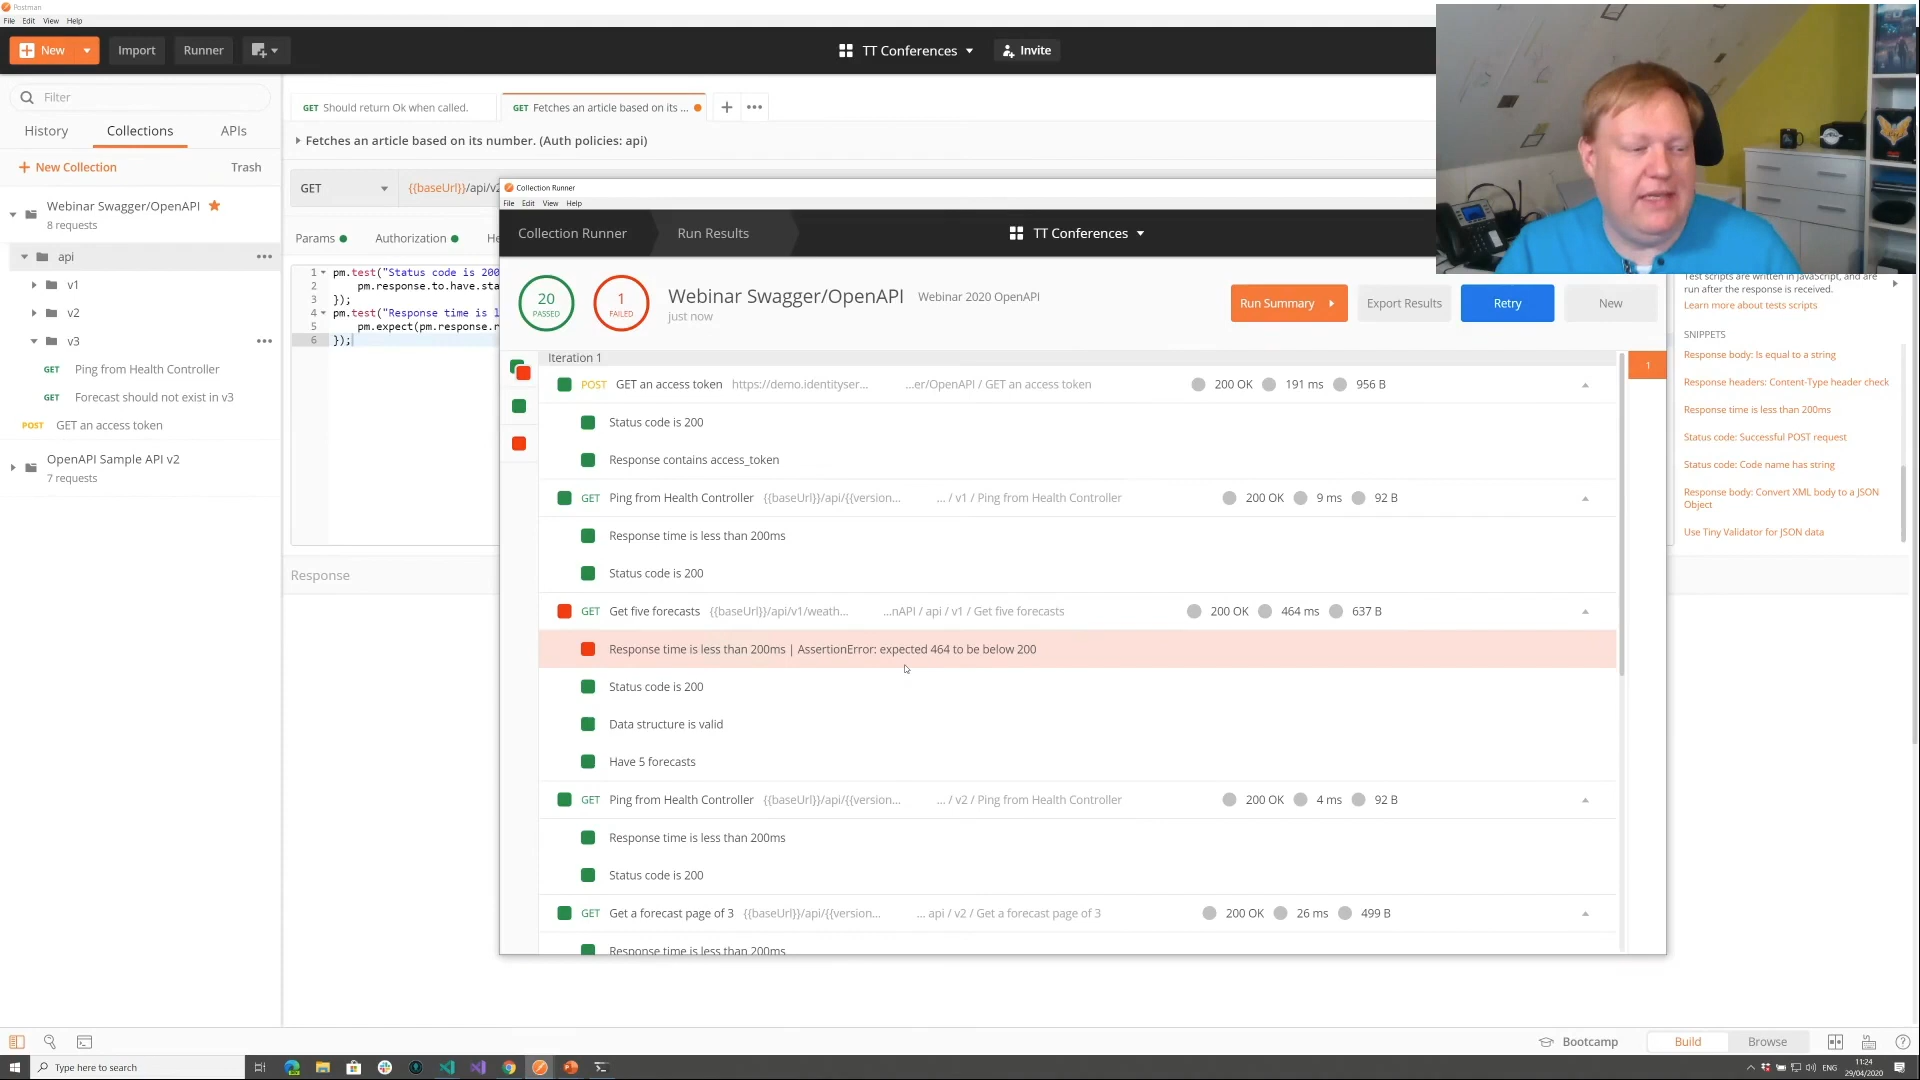 Postman
File Edit View Help
New Import Runner TT Conferences Invite
Filter
History Collections APIs
New Collection Trash
Webinar Swagger/OpenAPI
8 requests
api
v1
v2
v3
GET Ping from Health Controller
GET Forecast should not exist in v3
POST GET an access token
OpenAPI Sample API v2
7 requests
GET Should return Ok when called. GET Fetches an article based on its ...
Fetches an article based on its number. (Auth policies: api)
GET {{baseUrl}}/api/v2
Params Authorization He
1 pm.test("Status code is 200
2 pm.response.to.have.sta
3 });
4 pm.test("Response time is l
5 pm.expect(pm.response.r
6 });
Response
Collection Runner
File Edit View Help
Collection Runner Run Results TT Conferences
20 PASSED
1 FAILED
Webinar Swagger/OpenAPI Webinar 2020 OpenAPI
just now
Run Summary Export Results Retry New
Iteration 1
1
POST GET an access token https://demo.identityser... ...er/OpenAPI / GET an access token 200 OK 191 ms 956 B
Status code is 200
Response contains access_token
GET Ping from Health Controller {{baseUrl}}/api/{{version... ... / v1 / Ping from Health Controller 200 OK 9 ms 92 B
Response time is less than 200ms
Status code is 200
GET Get five forecasts {{baseUrl}}/api/v1/weath... ...nAPI / api / v1 / Get five forecasts 200 OK 464 ms 637 B
Response time is less than 200ms | AssertionError: expected 464 to be below 200
Status code is 200
Data structure is valid
Have 5 forecasts
GET Ping from Health Controller {{baseUrl}}/api/{{version... ... / v2 / Ping from Health Controller 200 OK 4 ms 92 B
Response time is less than 200ms
Status code is 200
GET Get a forecast page of 3 {{baseUrl}}/api/{{version... ... api / v2 / Get a forecast page of 3 200 OK 26 ms 499 B
Response time is less than 200ms
Test scripts are written in JavaScript, and are
run after the response is received.
Learn more about tests scripts
SNIPPETS
Response body: Is equal to a string
Response headers: Content-Type header check
Response time is less than 200ms
Status code: Successful POST request
Status code: Code name has string
Response body: Convert XML body to a JSON
Object
Use Tiny Validator for JSON data
Bootcamp Build Browse
Type here to search
ENG
11:24
29/04/2020